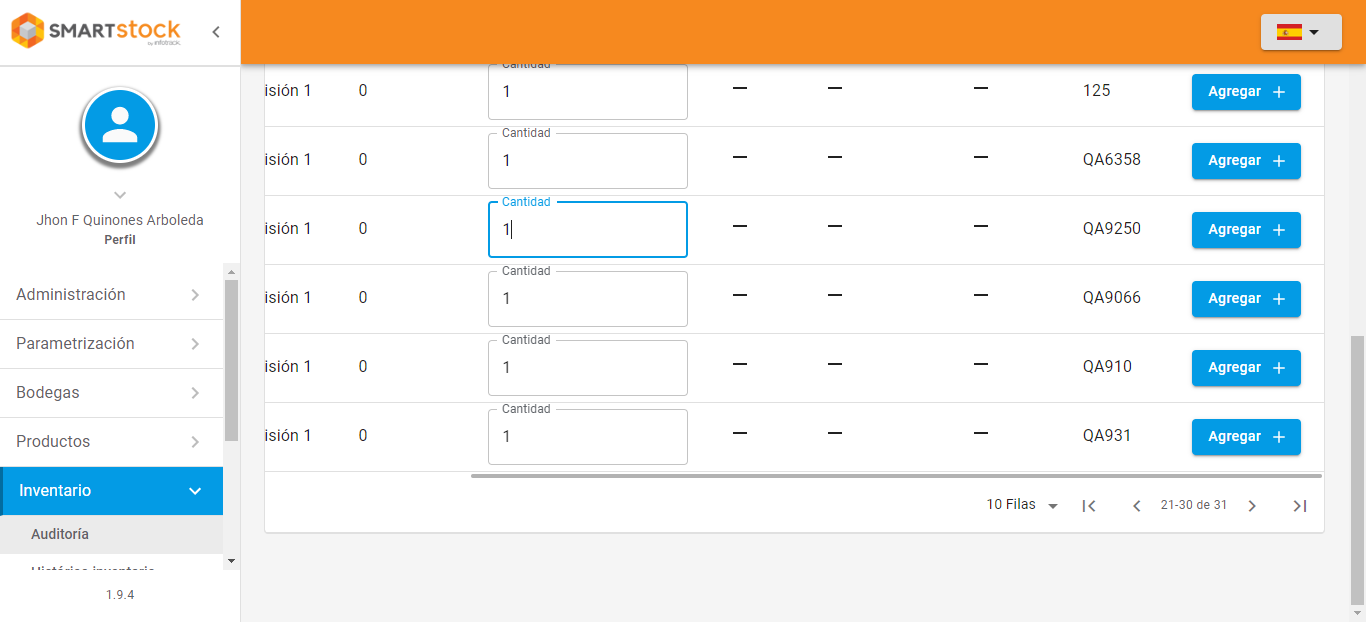 SMARTstock
by infotrack.
Jhon F Quinones Arboleda
Perfil
Administración
Parametrización
Bodegas
Productos
Inventario
Auditoría
Histórico inventario
1.9.4
Cantidad
isión 1 0 1 — — — 125 Agregar +
Cantidad
isión 1 0 1 — — — QA6358 Agregar +
Cantidad
isión 1 0 1 — — — QA9250 Agregar +
Cantidad
isión 1 0 1 — — — QA9066 Agregar +
Cantidad
isión 1 0 1 — — — QA910 Agregar +
Cantidad
isión 1 0 1 — — — QA931 Agregar +
10 Filas 21-30 de 31